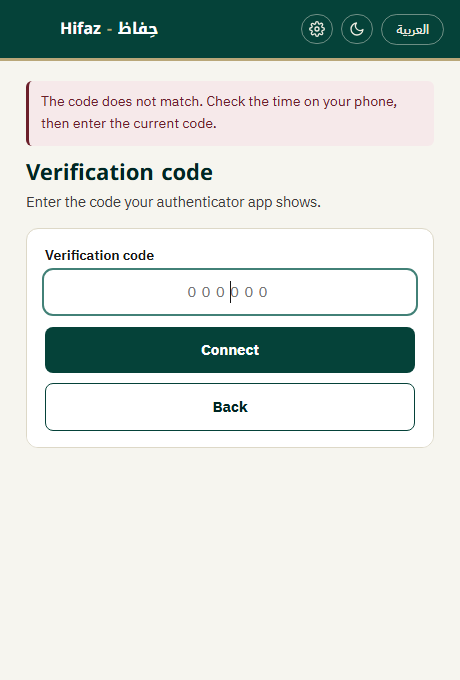 Hifaz - حِفاظ
العربية
The code does not match. Check the time on your phone,
then enter the current code.
Verification code
Enter the code your authenticator app shows.
Verification code
000000
Connect
Back